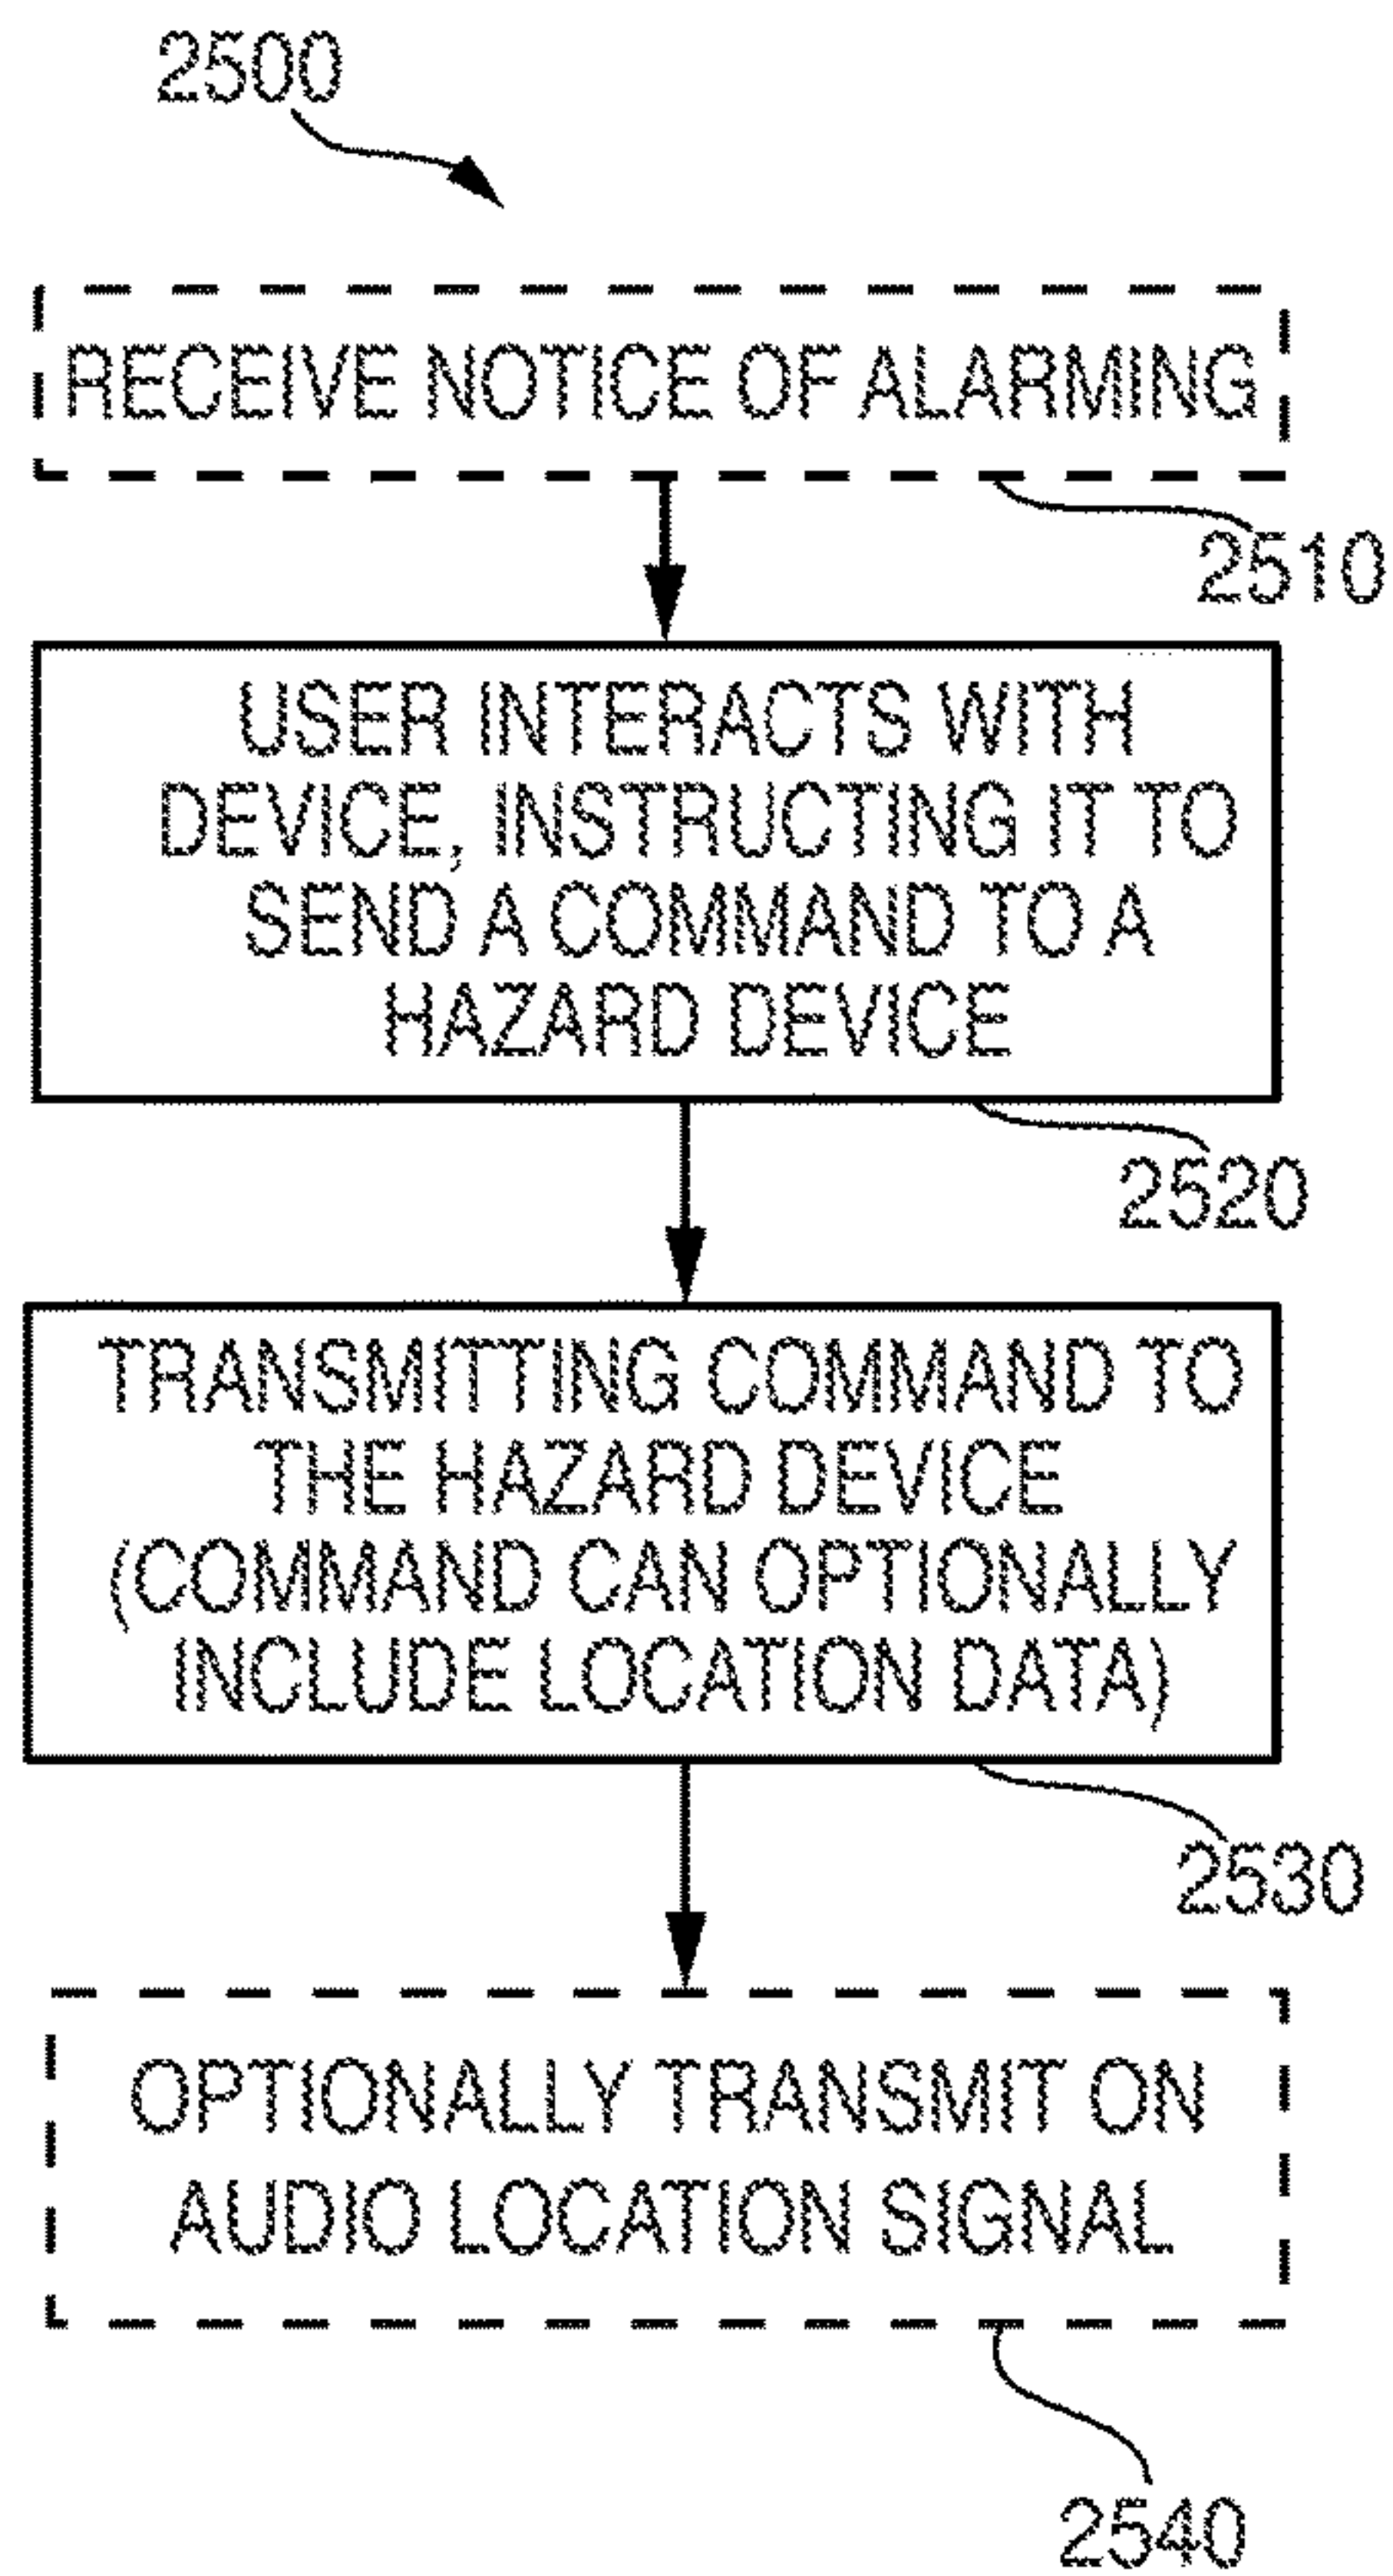 2500
RECEIVE NOTICE OF ALARMING
2510
USER INTERACTS WITH
DEVICE, INSTRUCTING IT TO
SEND A COMMAND TO A
HAZARD DEVICE
2520
TRANSMITTING COMMAND TO
THE HAZARD DEVICE
(COMMAND CAN OPTIONALLY
INCLUDE LOCATION DATA)
2530
OPTIONALLY TRANSMIT ON
AUDIO LOCATION SIGNAL
2540